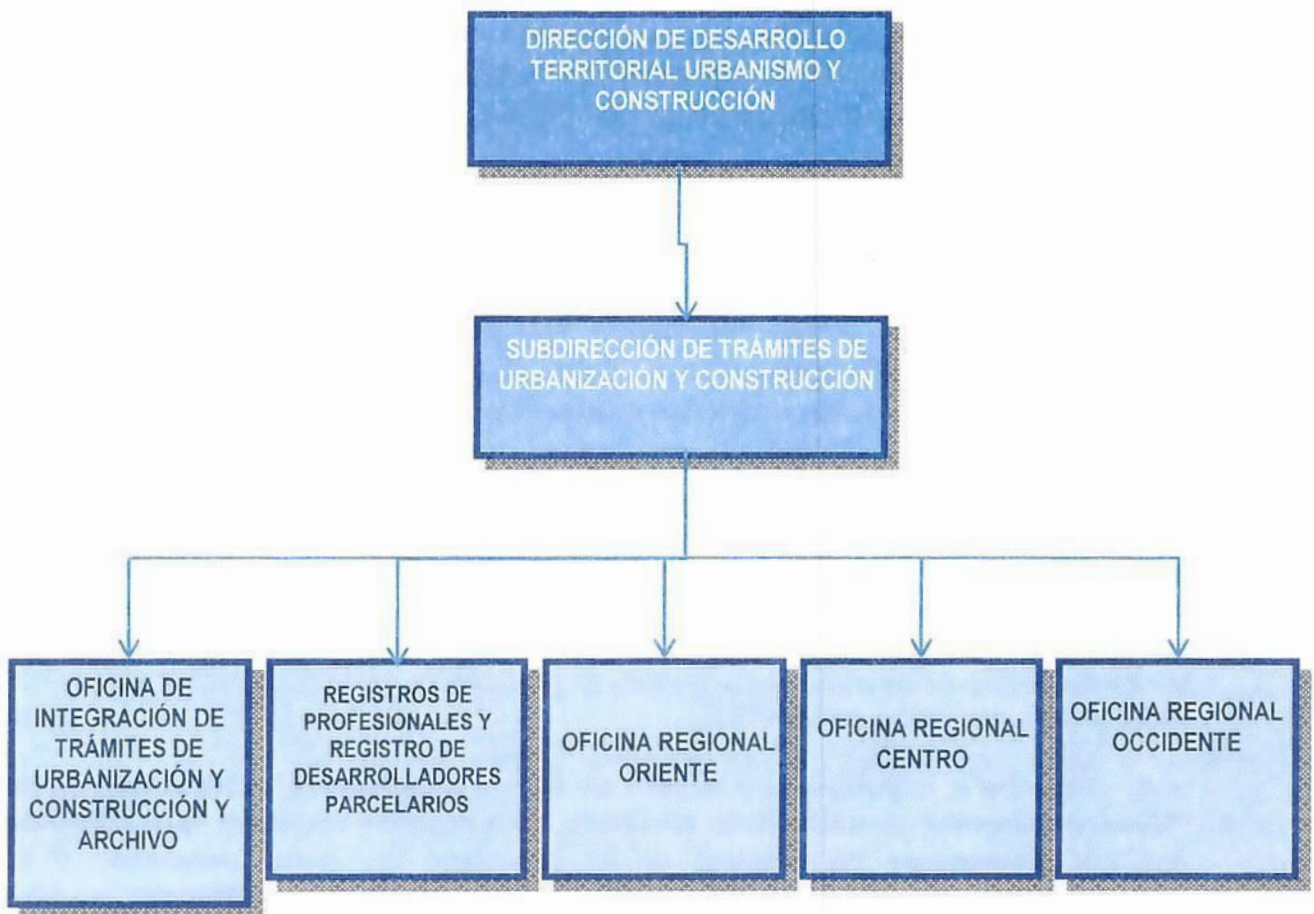 DIRECCIÓN DE DESARROLLO
TERRITORIAL URBANISMO Y
CONSTRUCCIÓN
SUBDIRECCIÓN DE TRÁMITES DE
URBANIZACIÓN Y CONSTRUCCIÓN
OFICINA DE
INTEGRACIÓN DE
TRÁMITES DE
URBANIZACIÓN Y
CONSTRUCCIÓN Y
ARCHIVO
REGISTROS DE
PROFESIONALES Y
REGISTRO DE
DESARROLLADORES
PARCELARIOS
OFICINA REGIONAL
ORIENTE
OFICINA REGIONAL
CENTRO
OFICINA REGIONAL
OCCIDENTE